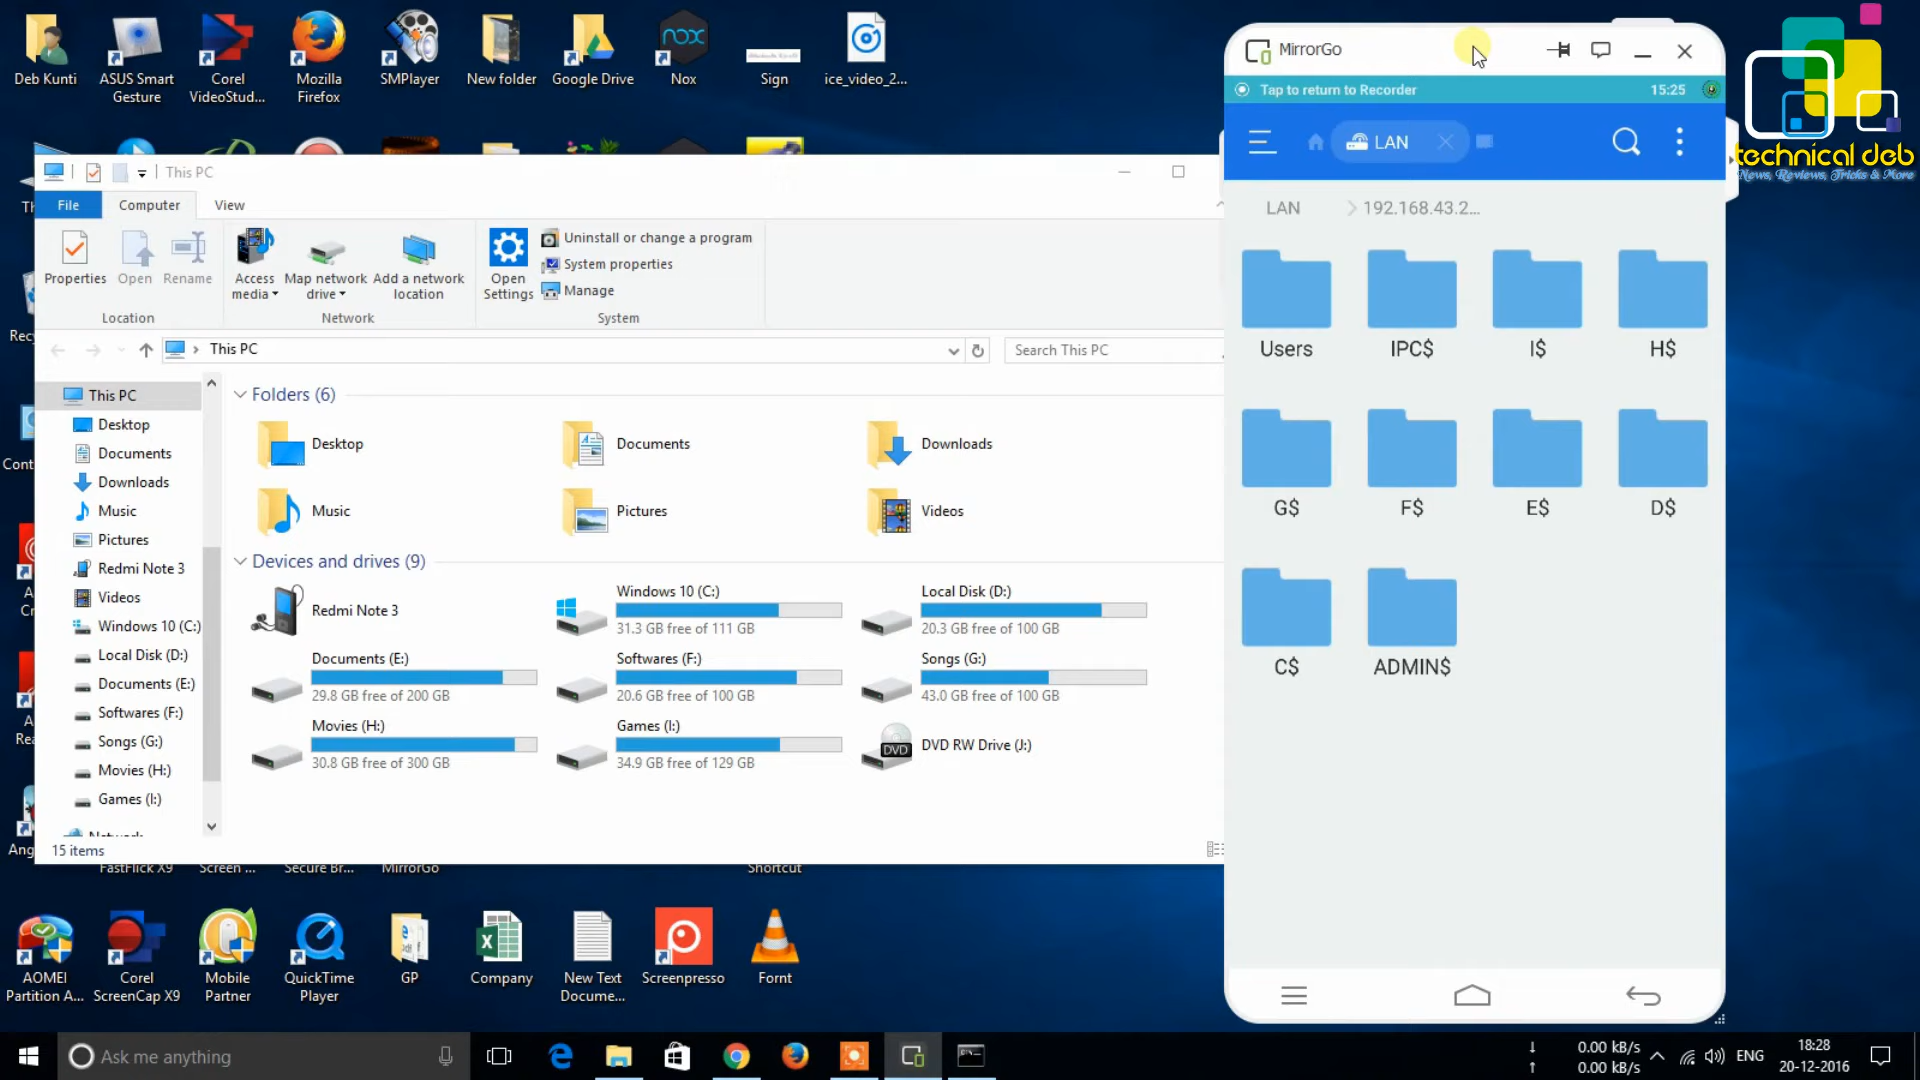 Deb Kunti
ASUS Smart
Gesture
Corel
VideoStud...
Mozilla
Firefox
SMPlayer
New folder
Google Drive
nox
Nox
Sign
ice_video_2...
This PC
File
Computer
View
Properties
Open
Rename
Location
Access
media
Map network
drive
Add a network
location
Network
Open
Settings
Uninstall or change a program
System properties
Manage
System
This PC
Search This PC
This PC
Desktop
Documents
Downloads
Music
Pictures
Redmi Note 3
Videos
Windows 10 (C:)
Local Disk (D:)
Documents (E:)
Softwares (F:)
Songs (G:)
Movies (H:)
Games (I:)
Network
Folders (6)
Desktop
Documents
Downloads
Music
Pictures
Videos
Devices and drives (9)
Redmi Note 3
Windows 10 (C:)
31.3 GB free of 111 GB
Local Disk (D:)
20.3 GB free of 100 GB
Documents (E:)
29.8 GB free of 200 GB
Softwares (F:)
20.6 GB free of 100 GB
Songs (G:)
43.0 GB free of 100 GB
Movies (H:)
30.8 GB free of 300 GB
Games (I:)
34.9 GB free of 129 GB
DVD
DVD RW Drive (J:)
15 items
MirrorGo
Tap to return to Recorder
15:25
LAN
LAN
192.168.43.2...
Users
IPC$
I$
H$
G$
F$
E$
D$
C$
ADMIN$
technical deb
News, Reviews, Tricks & More
FastFlick X9
Screen ...
Secure Br...
MirrorGo
Shortcut
AOMEI
Partition A...
Corel
ScreenCap X9
Mobile
Partner
QuickTime
Player
GP
Company
New Text
Docume...
Screenpresso
Fornt
Ask me anything
0.00 kB/s
0.00 kB/s
ENG
18:28
20-12-2016